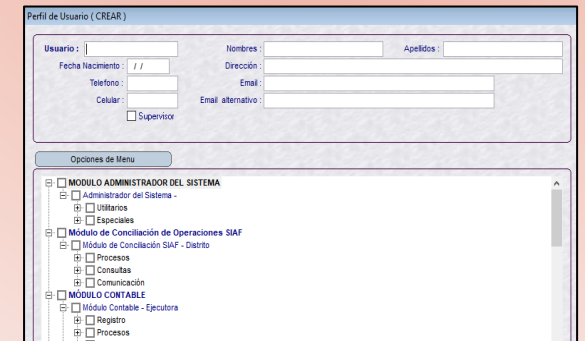 Perfil de Usuario ( CREAR )
Usuario : Nombres : Apellidos :
Fecha Nacimiento : / / Dirección :
Telefono : Email :
Celular : Email alternativo :
Supervisor
Opciones de Menu
MODULO ADMINISTRADOR DEL SISTEMA
Administrador del Sistema -
Utilitarios
Especiales
Módulo de Conciliación de Operaciones SIAF
Módulo de Conciliación SIAF - Distrito
Procesos
Consultas
Comunicación
MÓDULO CONTABLE
Módulo Contable - Ejecutora
Registro
Procesos